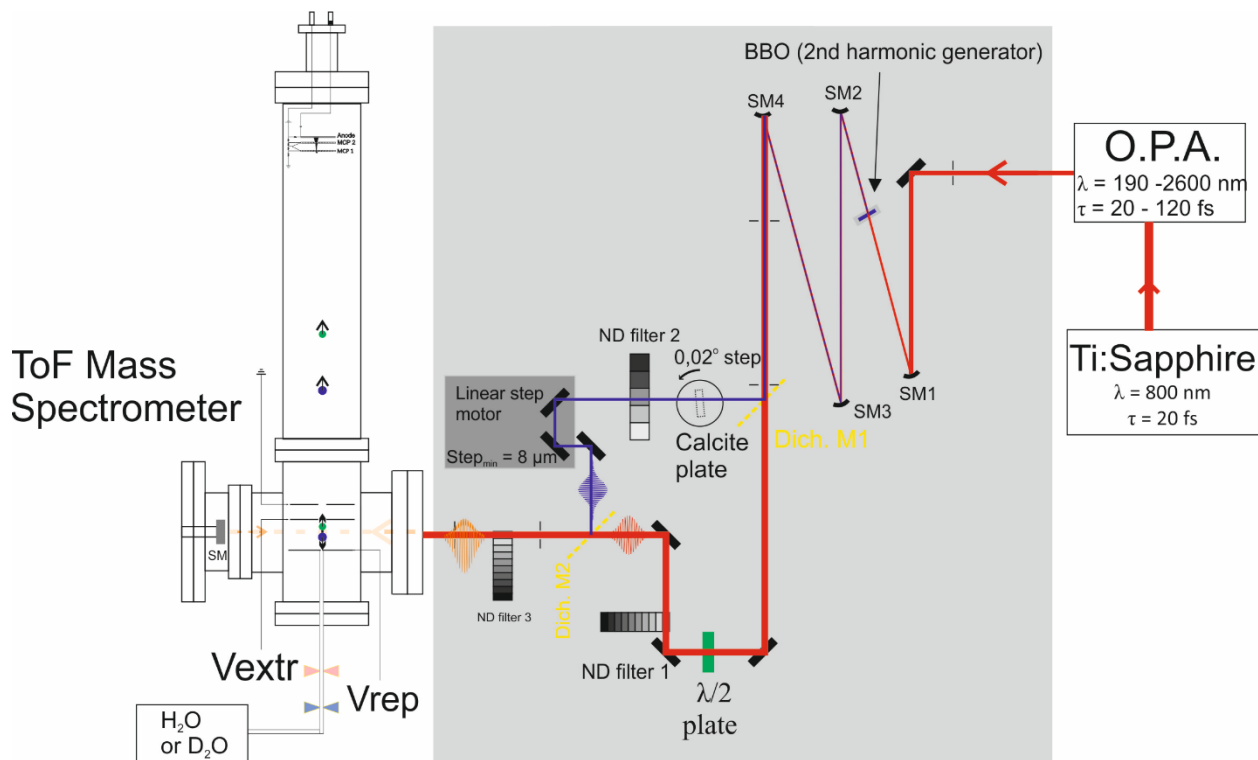 BBO (2nd harmonic generator)
SM4
SM2
O.P.A.
λ = 190 -2600 nm
τ = 20 - 120 fs
Anode
MCP 2
MCP 1
ToF Mass
Spectrometer
ND filter 2
0,02° step
Linear step
motor
Stepmin = 8 μm
Calcite
plate
Dich. M1
SM3
SM1
Ti:Sapphire
λ = 800 nm
τ = 20 fs
SM
Dich. M2
ND filter 3
ND filter 1
λ/2
plate
Vextr
Vrep
H2O
or D2O